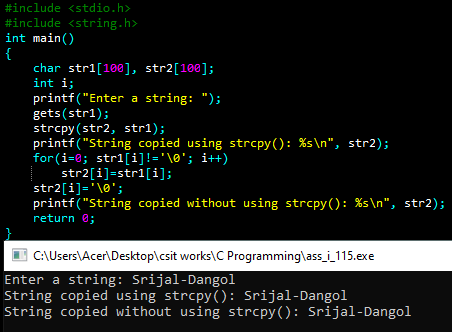 #include <stdio.h>
#include <string.h>
int main()
{
    char str1[100], str2[100];
    int i;
    printf("Enter a string: ");
    gets(str1);
    strcpy(str2, str1);
    printf("String copied using strcpy(): %s\n", str2);
    for(i=0; str1[i]!='\0'; i++)
        str2[i]=str1[i];
    str2[i]='\0';
    printf("String copied without using strcpy(): %s\n", str2);
    return 0;
}
C:\Users\Acer\Desktop\csit works\C Programming\ass_i_115.exe
Enter a string: Srijal-Dangol
String copied using strcpy(): Srijal-Dangol
String copied without using strcpy(): Srijal-Dangol